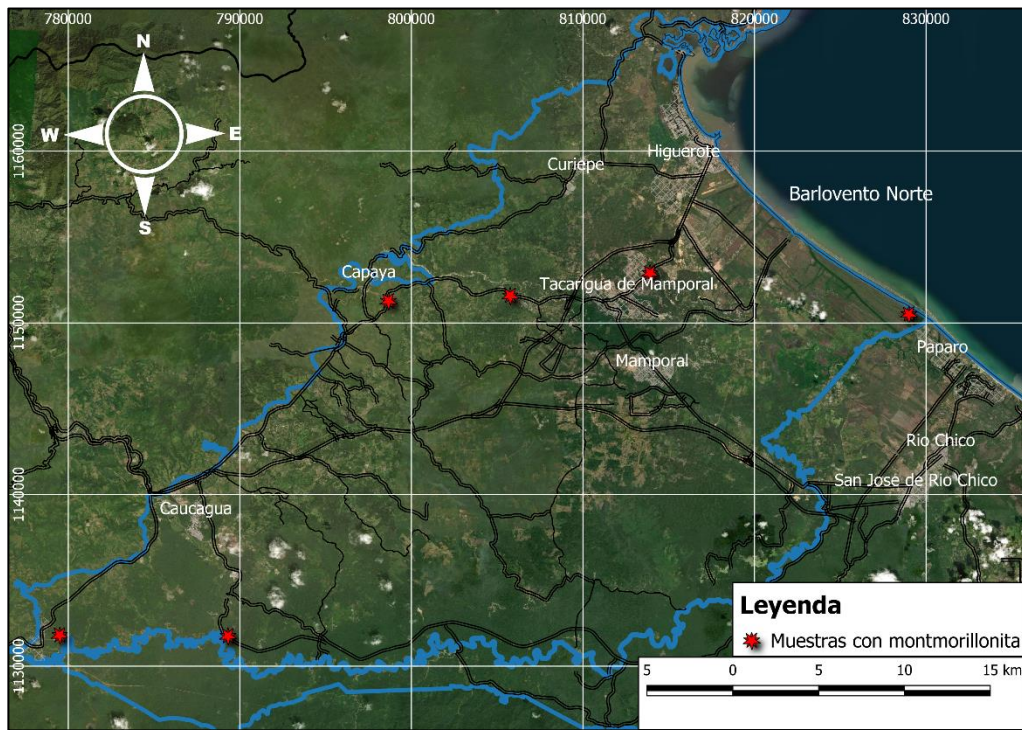 780000 790000 800000 810000 820000 830000
N
W E
S
1160000
1150000
1140000
1130000
Curiepe
Higuerote
Barlovento Norte
Capaya
Tacarigua de Mamporal
Mamporal
Paparo
Rio Chico
San José de Rio Chico
Caucagua
Leyenda
Muestras con montmorillonita
5 0 5 10 15 km